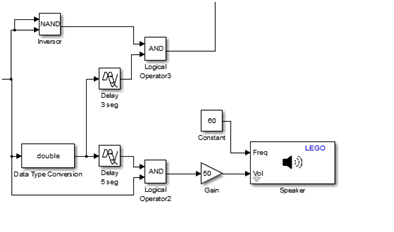 NAND
Inversor
AND
Logical
Operator3
Delay
3 seg
60
Constant
LEGO
Freq
Vol
Speaker
double
Data Type Conversion
Delay
5 seg
AND
Logical
Operator2
50
Gain